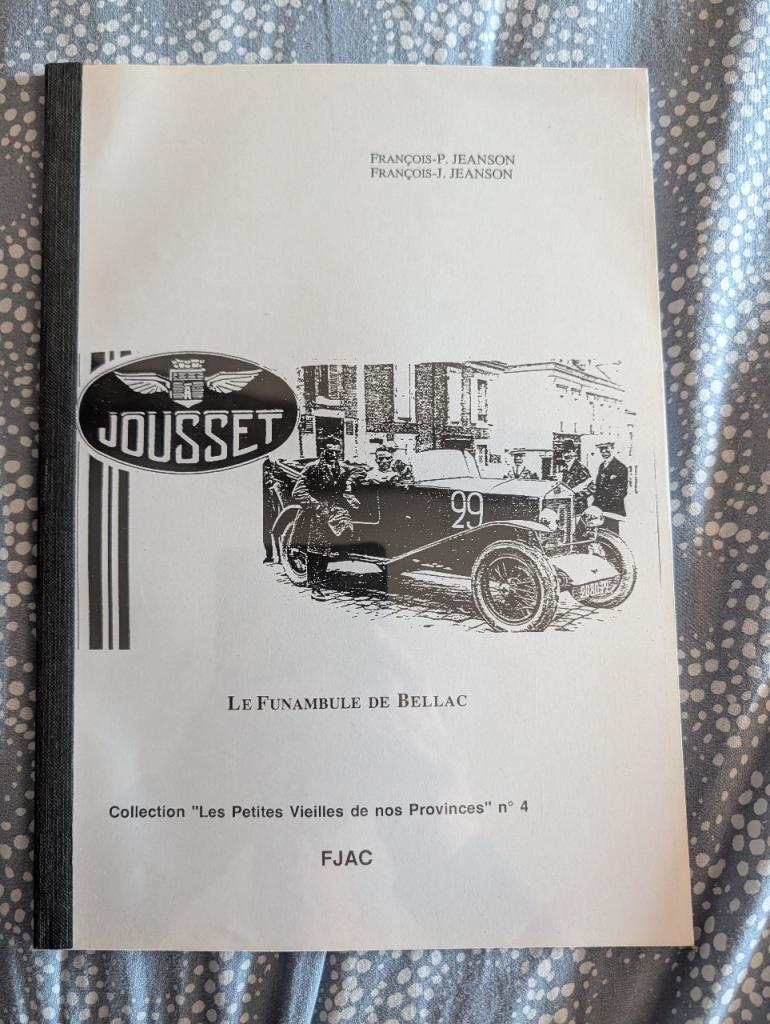 FRANÇOIS-P. JEANSON
FRANÇOIS-J. JEANSON
JOUSSET
29
LE FUNAMBULE DE BELLAC
Collection "Les Petites Vieilles de nos Provinces" n° 4
FJAC